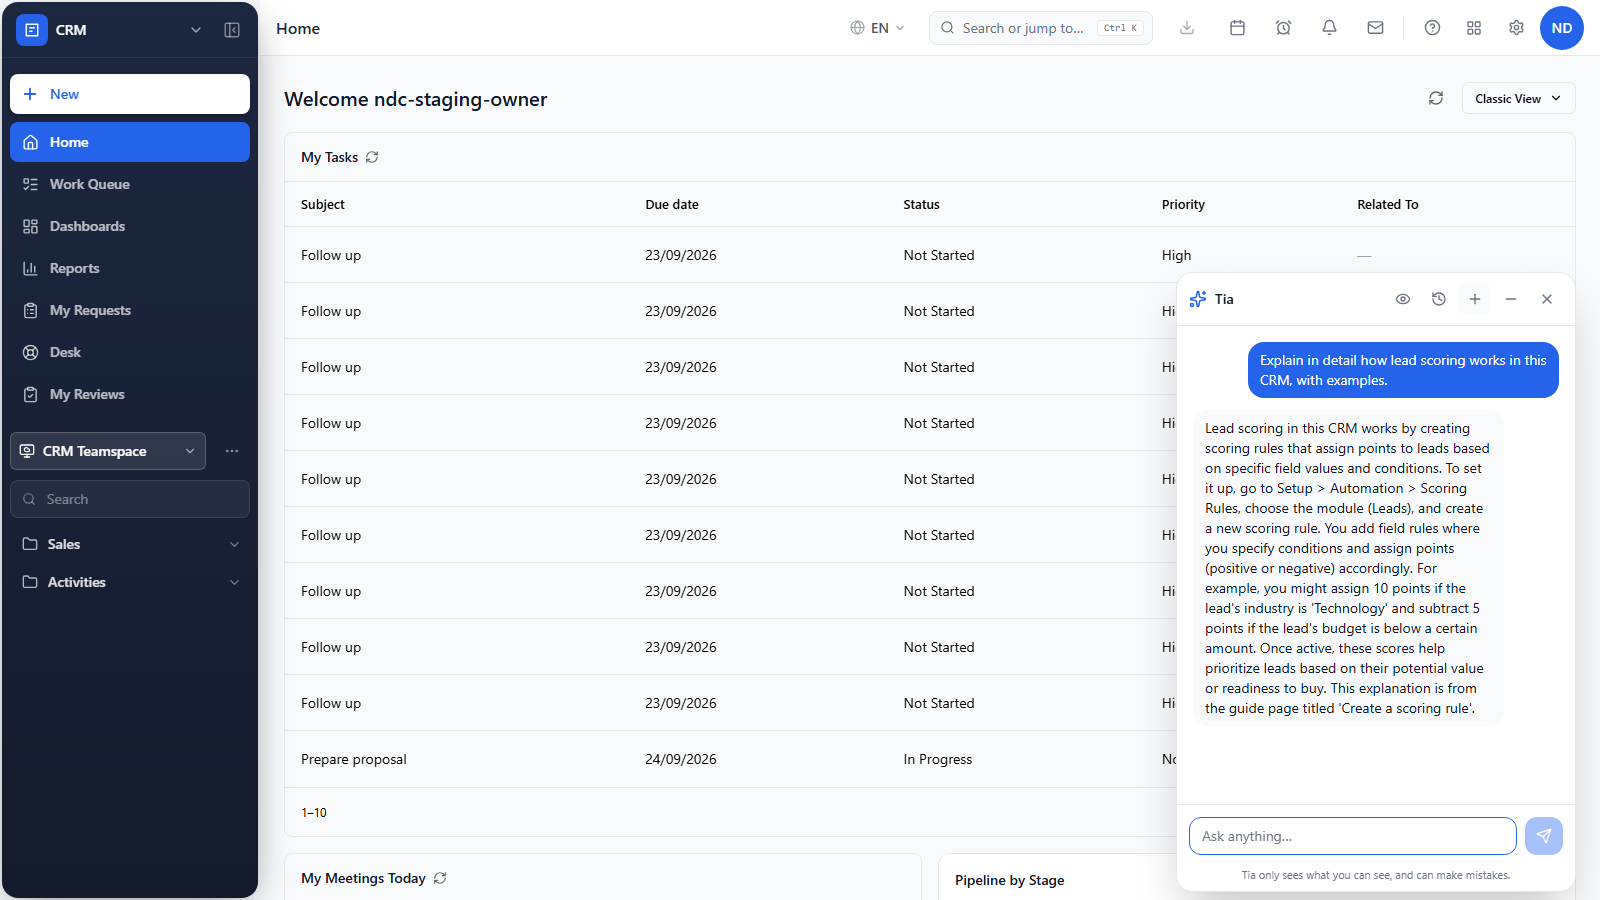 CRM
Home
EN
Search or jump to...
Ctrl K
ND
New
Home
Work Queue
Dashboards
Reports
My Requests
Desk
My Reviews
CRM Teamspace
Search
Sales
Activities
Welcome ndc-staging-owner
Classic View
My Tasks
Subject Due date Status Priority Related To
Follow up 23/09/2026 Not Started High —
Follow up 23/09/2026 Not Started
Follow up 23/09/2026 Not Started
Follow up 23/09/2026 Not Started
Follow up 23/09/2026 Not Started
Follow up 23/09/2026 Not Started
Follow up 23/09/2026 Not Started
Follow up 23/09/2026 Not Started
Follow up 23/09/2026 Not Started
Prepare proposal 24/09/2026 In Progress
1–10
My Meetings Today
Pipeline by Stage
Tia
Explain in detail how lead scoring works in this
CRM, with examples.
Lead scoring in this CRM works by creating
scoring rules that assign points to leads based
on specific field values and conditions. To set
it up, go to Setup > Automation > Scoring
Rules, choose the module (Leads), and create
a new scoring rule. You add field rules where
you specify conditions and assign points
(positive or negative) accordingly. For
example, you might assign 10 points if the
lead's industry is 'Technology' and subtract 5
points if the lead's budget is below a certain
amount. Once active, these scores help
prioritize leads based on their potential value
or readiness to buy. This explanation is from
the guide page titled 'Create a scoring rule'.
Ask anything...
Tia only sees what you can see, and can make mistakes.